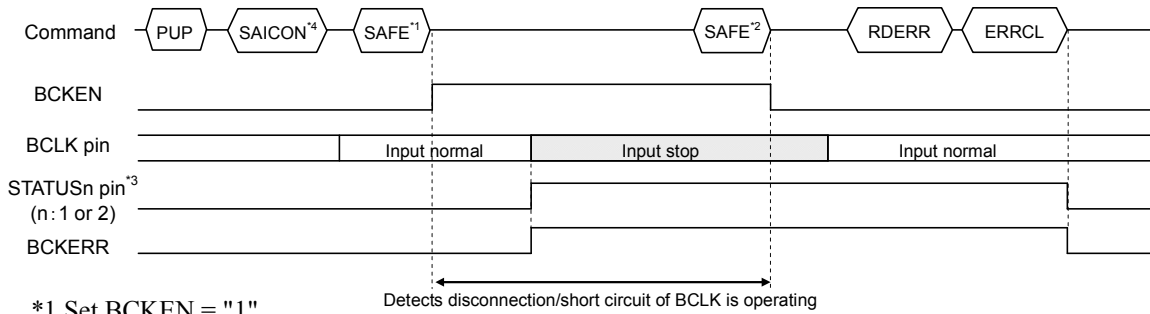 Command PUP SAICON*4 SAFE*1 SAFE*2 RDERR ERRCL
BCKEN
BCLK pin Input normal Input stop Input normal
STATUSn pin*3
(n:1 or 2)
BCKERR
Detects disconnection/short circuit of BCLK is operating
*1 Set BCKEN = "1"